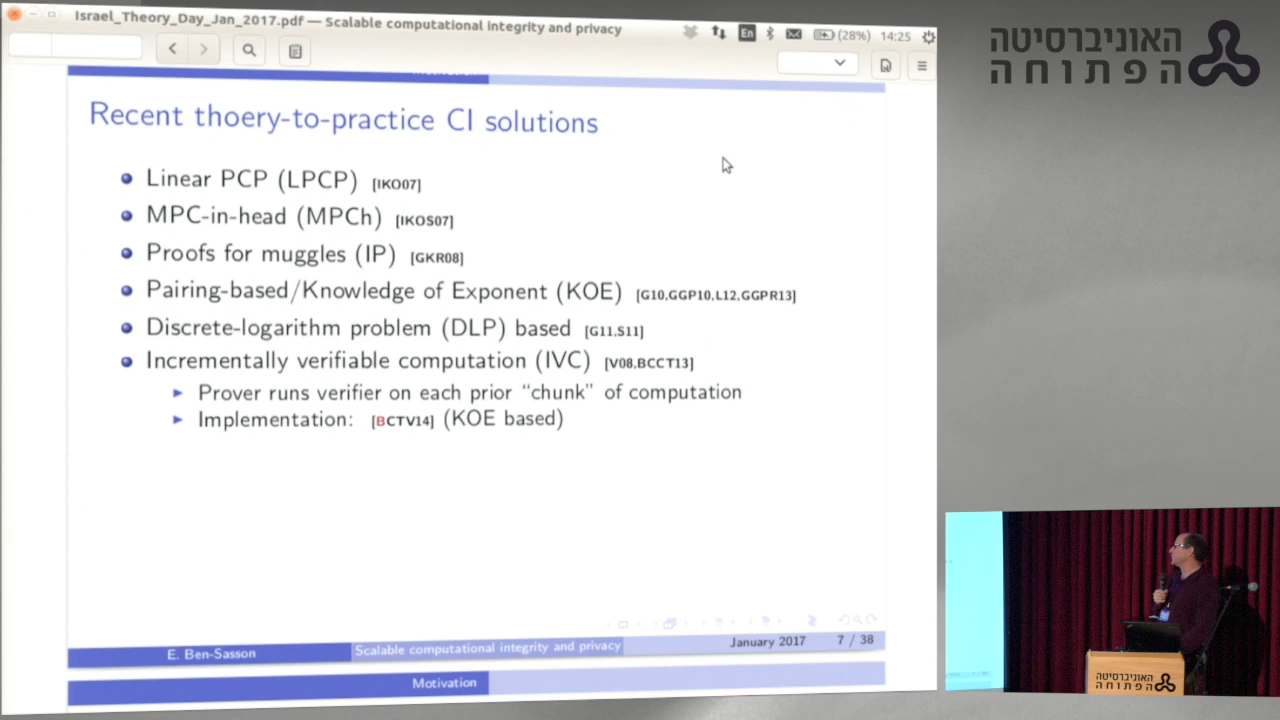 Israel_Theory_Day_Jan_2017.pdf — Scalable computational integrity and privacy
En (28%) 14:25
האוניברסיטה
הפתוחה
Recent thoery-to-practice CI solutions
Linear PCP (LPCP) [IKO07]
MPC-in-head (MPCh) [IKOS07]
Proofs for muggles (IP) [GKR08]
Pairing-based/Knowledge of Exponent (KOE) [G10,GGP10,L12,GGPR13]
Discrete-logarithm problem (DLP) based [G11,S11]
Incrementally verifiable computation (IVC) [V08,BCCT13]
Prover runs verifier on each prior “chunk” of computation
Implementation: [BCTV14] (KOE based)
E. Ben-Sasson Scalable computational integrity and privacy January 2017 7 / 38
Motivation
האוניברסיטה
הפתוחה